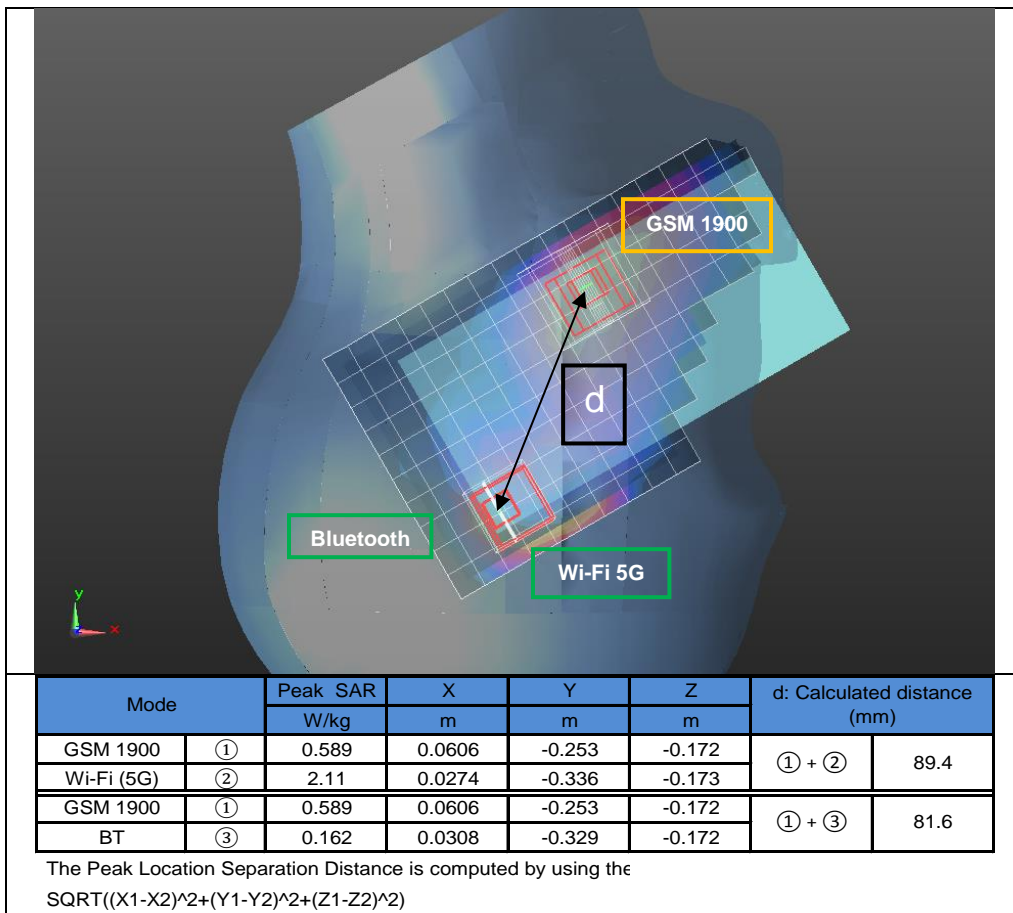 GSM 1900
d
Bluetooth
Wi-Fi 5G
y
x
Mode Peak SAR X Y Z d: Calculated distance (mm)
W/kg m m m
GSM 1900 ① 0.589 0.0606 -0.253 -0.172 ① + ② 89.4
Wi-Fi (5G) ② 2.11 0.0274 -0.336 -0.173
GSM 1900 ① 0.589 0.0606 -0.253 -0.172 ① + ③ 81.6
BT ③ 0.162 0.0308 -0.329 -0.172
The Peak Location Separation Distance is computed by using the
SQRT((X1-X2)^2+(Y1-Y2)^2+(Z1-Z2)^2)